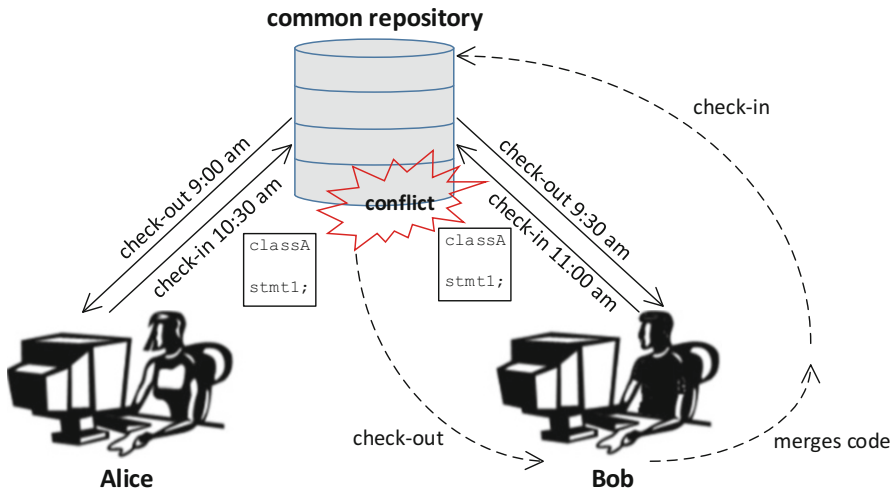 common repository
check-in
check-out 9:00 am
check-in 10:30 am
check-out 9:30 am
check-in 11:00 am
conflict
classA
stmt1;
classA
stmt1;
check-out
merges code
Alice
Bob